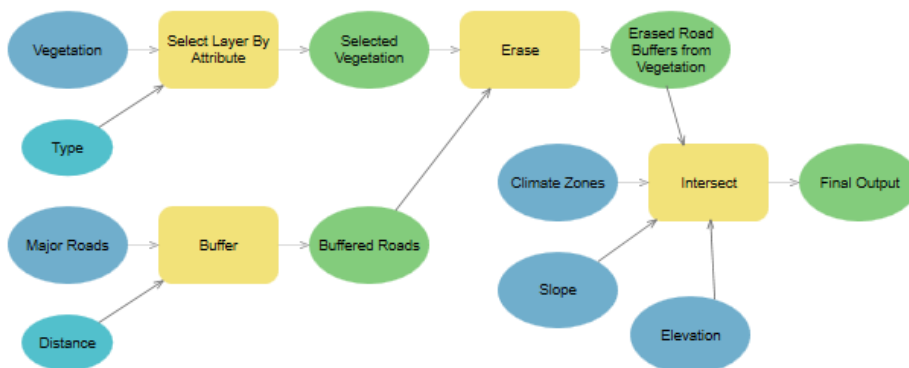 Vegetation
Select Layer By
Attribute
Selected
Vegetation
Erase
Erased Road
Buffers from
Vegetation
Type
Climate Zones
Intersect
Final Output
Major Roads
Buffer
Buffered Roads
Slope
Distance
Elevation